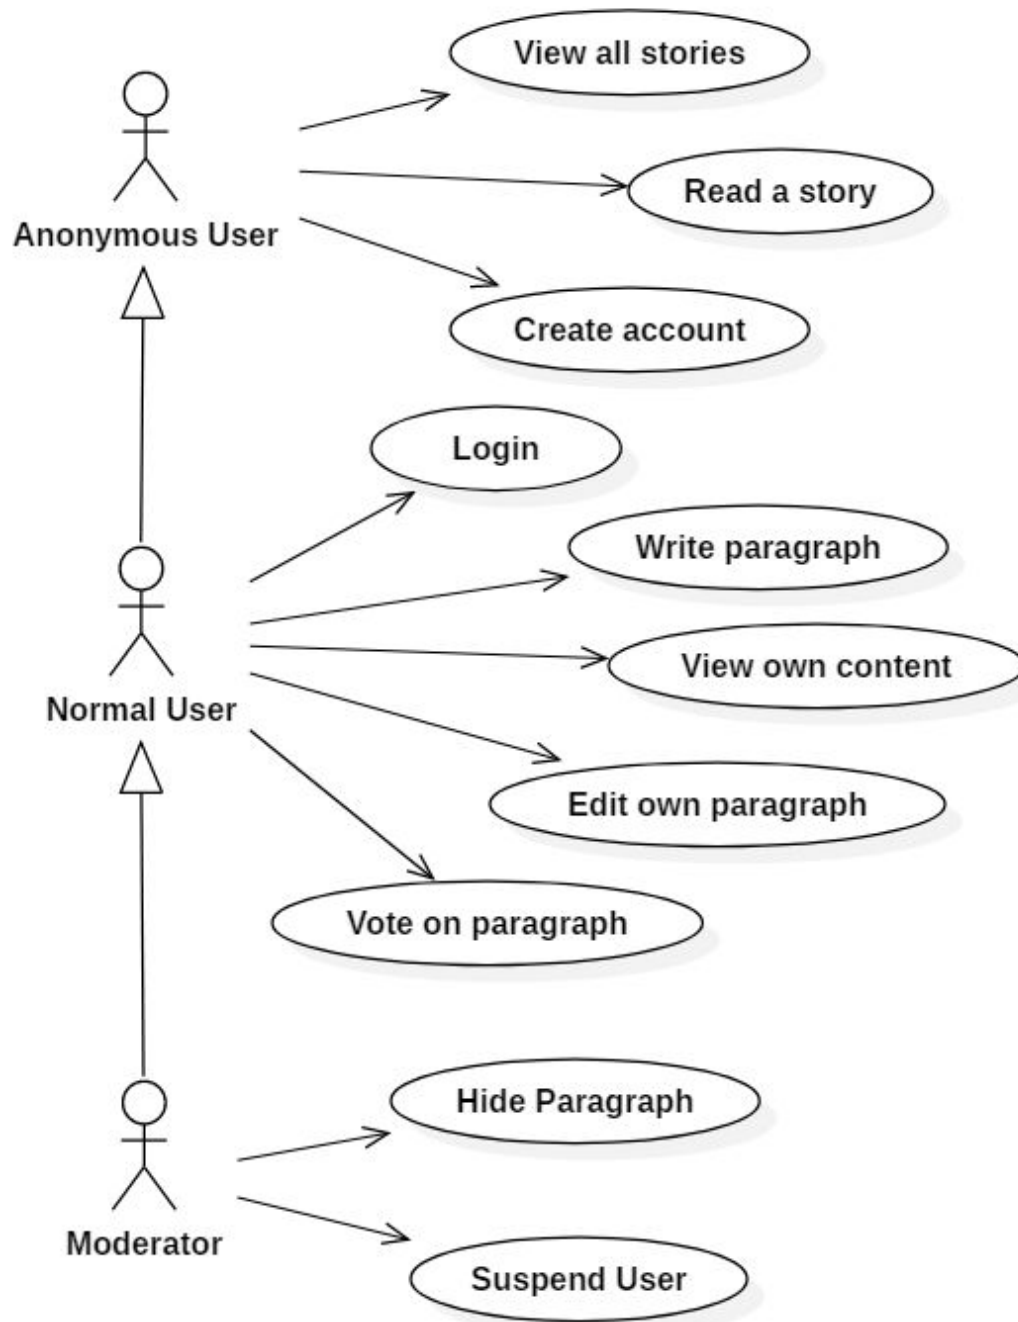 View all stories
Read a story
Anonymous User
Create account
Login
Write paragraph
View own content
Normal User
Edit own paragraph
Vote on paragraph
Hide Paragraph
Moderator
Suspend User